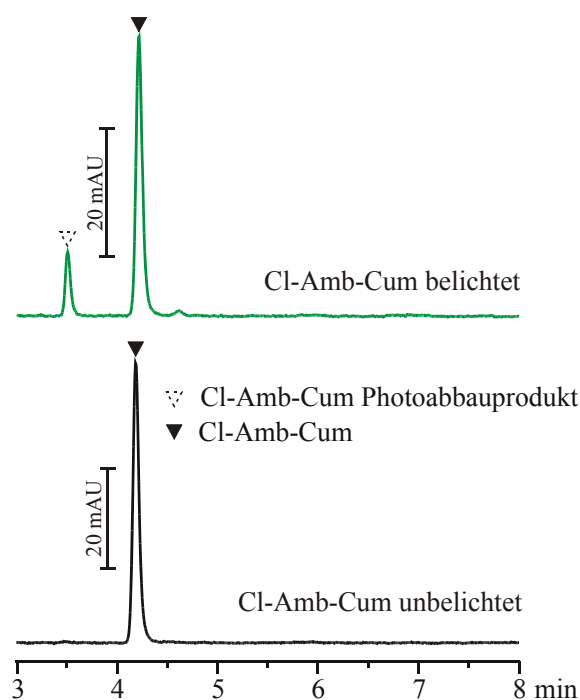 20 mAU
Cl-Amb-Cum belichtet
Cl-Amb-Cum Photoabbauprodukt
Cl-Amb-Cum
20 mAU
Cl-Amb-Cum unbelichtet
3 4 5 6 7 8 min